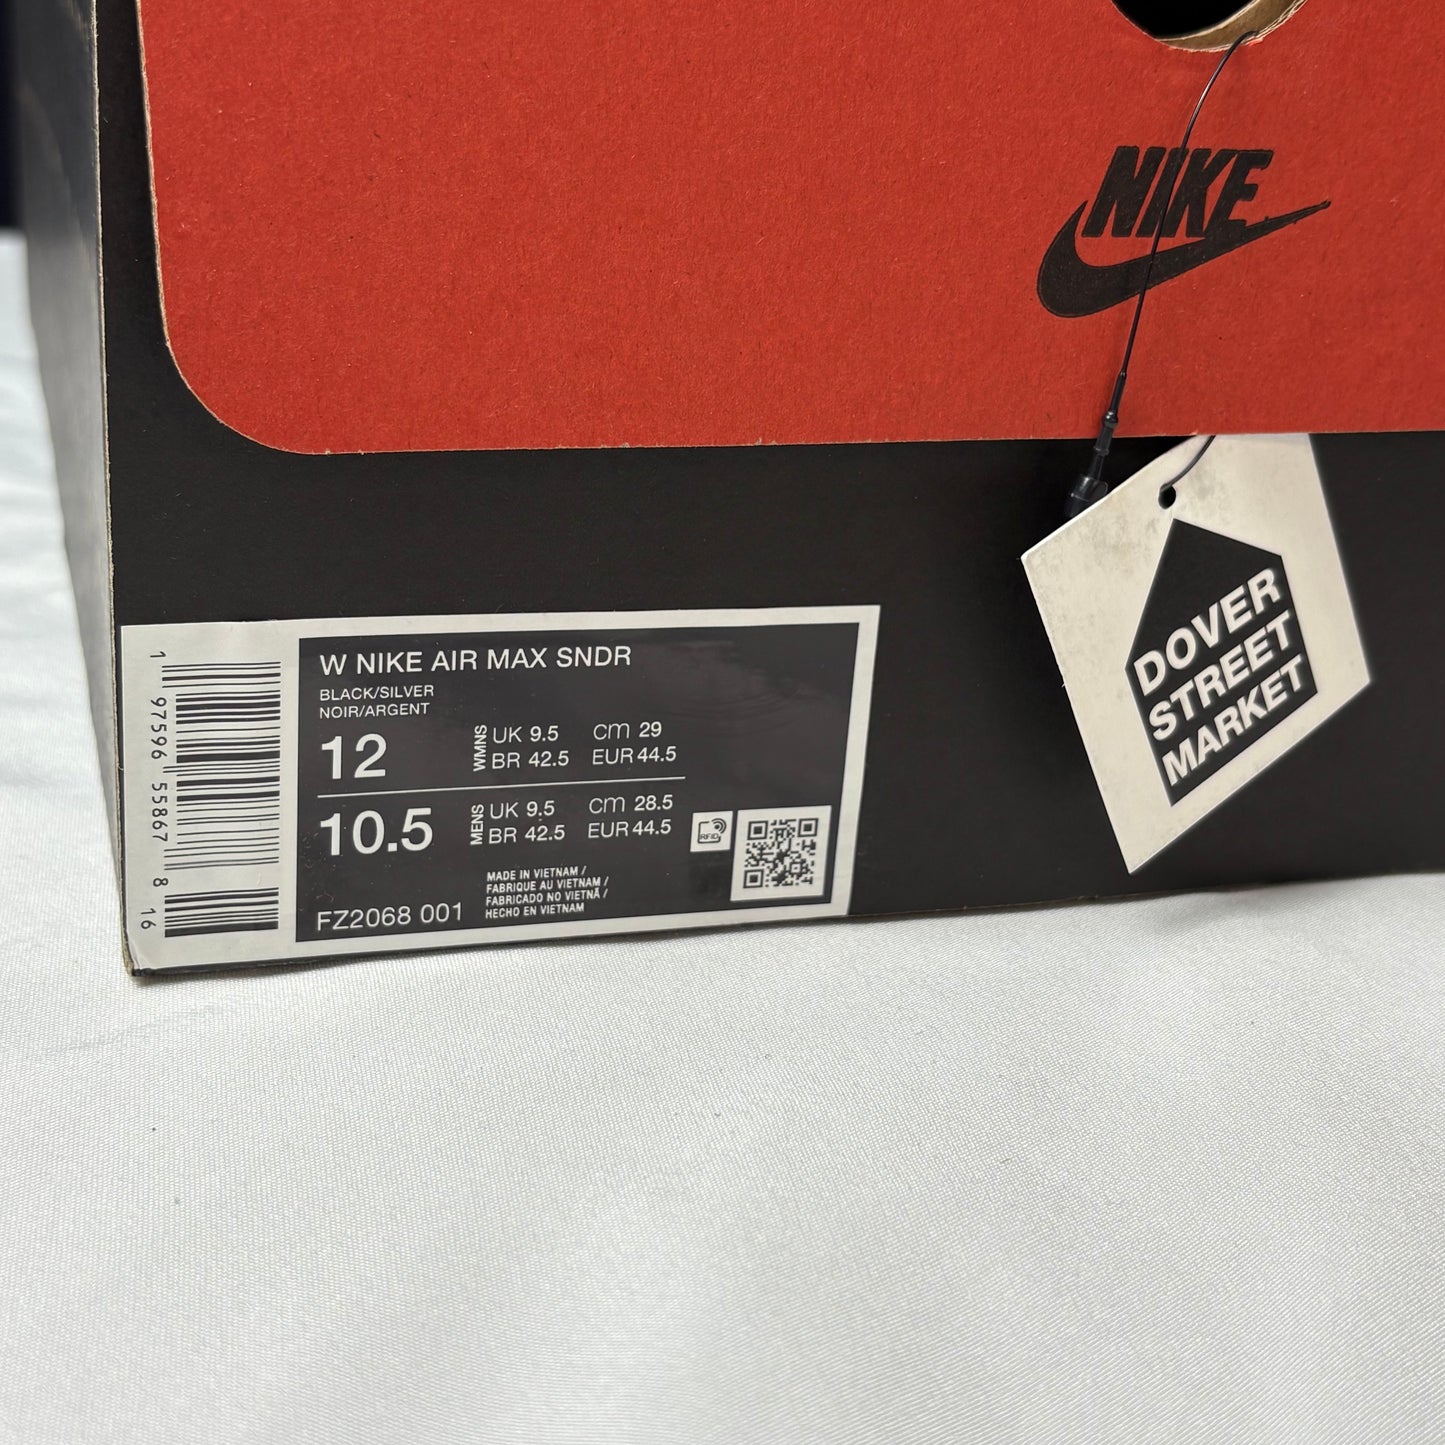 NIKE
DOVER
STREET
MARKET
W NIKE AIR MAX SNDR
BLACK/SILVER
NOIR/ARGENT
12 WMNS UK 9.5 cm 29
BR 42.5 EUR 44.5
10.5 MENS UK 9.5 cm 28.5
BR 42.5 EUR 44.5
RFID
MADE IN VIETNAM /
FABRIQUE AU VIETNAM /
FABRICADO NO VIETNÃ /
HECHO EN VIETNAM
FZ2068 001
1 97596 55867 8 16